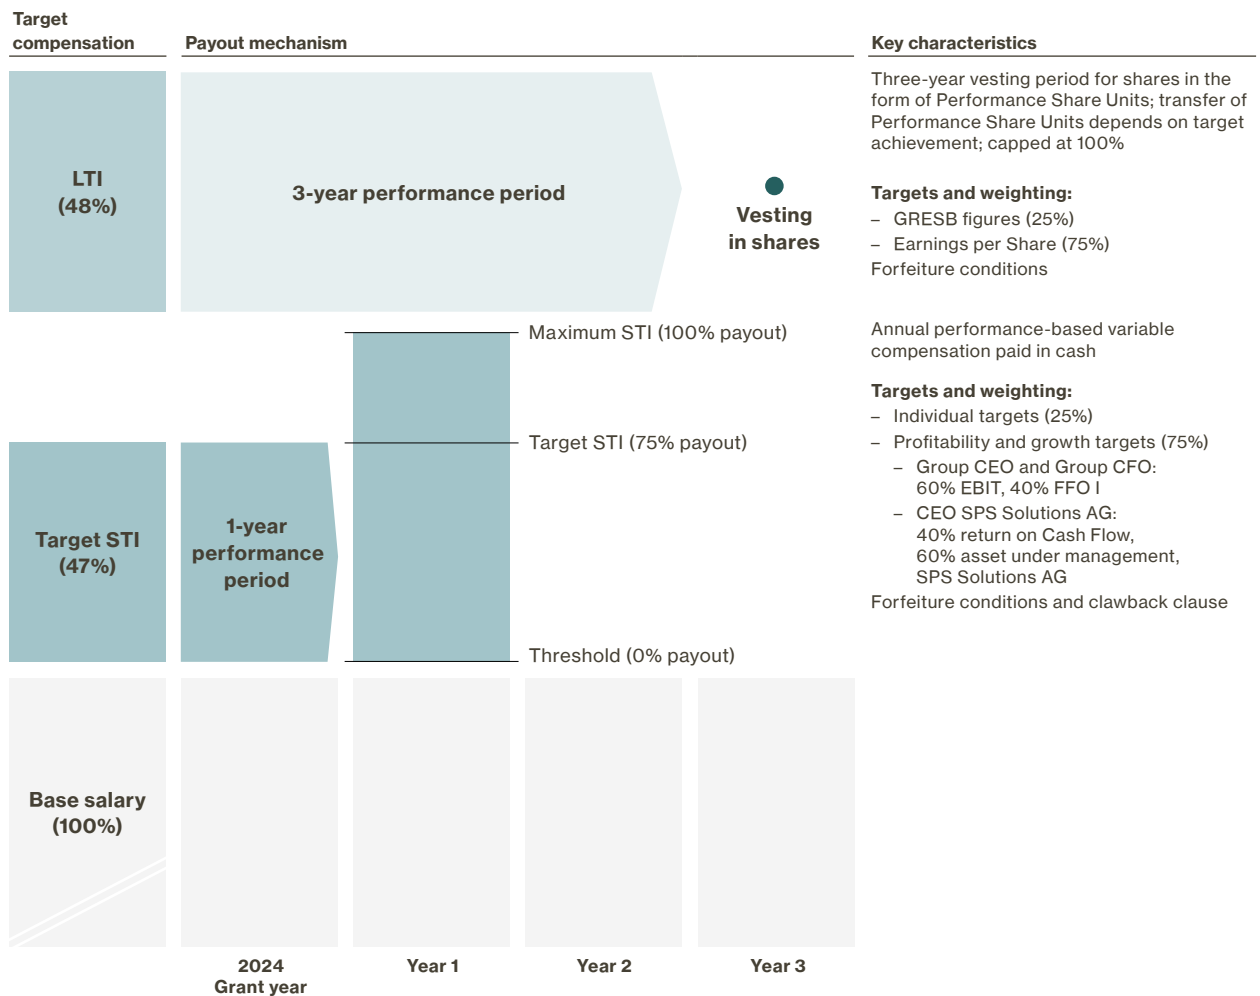 Target
compensation
Payout mechanism
Key characteristics
LTI
(48%)
3-year performance period
Vesting
in shares
Three-year vesting period for shares in the
form of Performance Share Units; transfer of
Performance Share Units depends on target
achievement; capped at 100%
Targets and weighting:
– GRESB figures (25%)
– Earnings per Share (75%)
Forfeiture conditions
Maximum STI (100% payout)
Target STI (75% payout)
Threshold (0% payout)
Target STI
(47%)
1-year
performance
period
Annual performance-based variable
compensation paid in cash
Targets and weighting:
– Individual targets (25%)
– Profitability and growth targets (75%)
– Group CEO and Group CFO:
60% EBIT, 40% FFO I
– CEO SPS Solutions AG:
40% return on Cash Flow,
60% asset under management,
SPS Solutions AG
Forfeiture conditions and clawback clause
Base salary
(100%)
2024
Grant year
Year 1
Year 2
Year 3